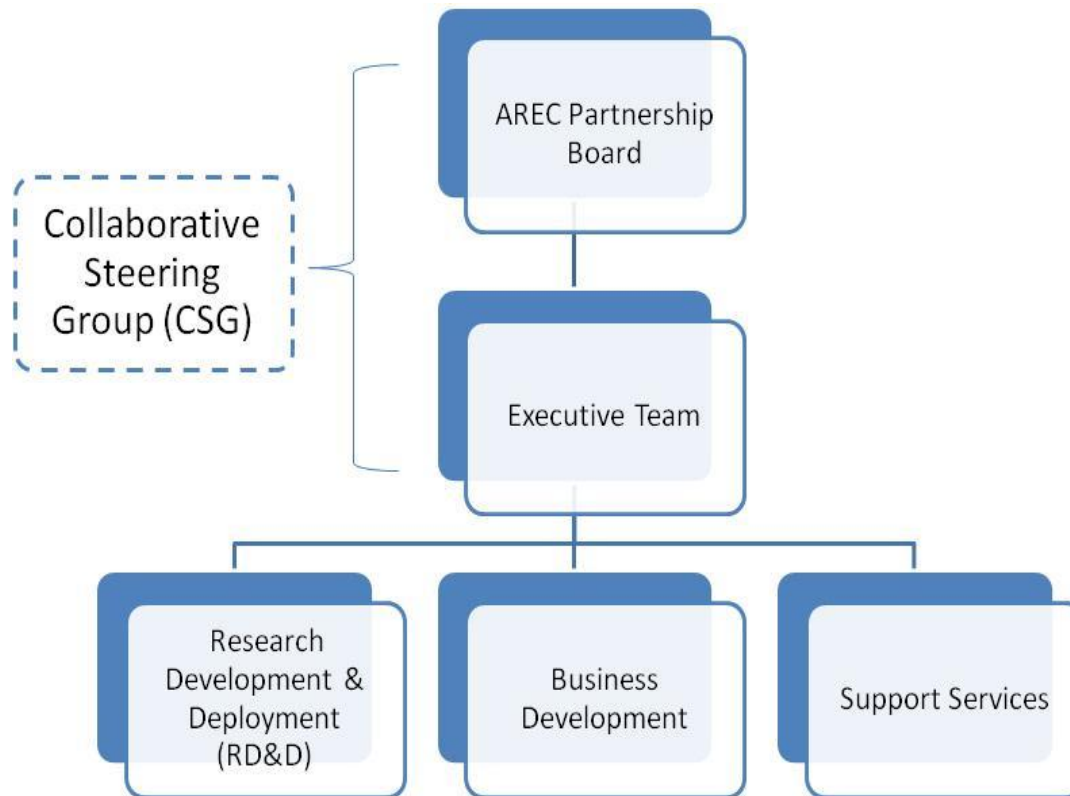 AREC Partnership
Board
Collaborative
Steering
Group (CSG)
Executive Team
Research
Development &
Deployment
(RD&D)
Business
Development
Support Services